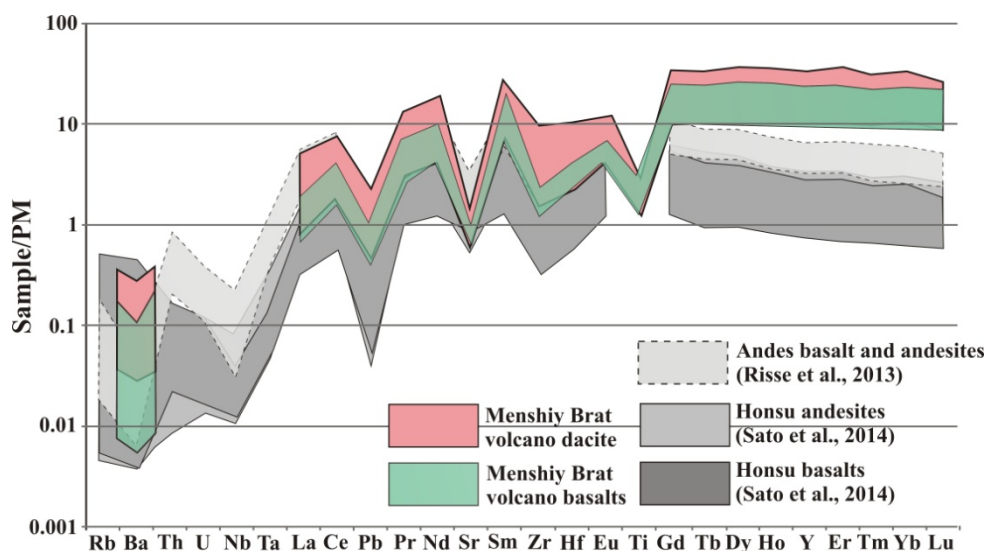 100
10
1
0.1
0.01
0.001
Sample/PM
Andes basalt and andesites
(Risse et al., 2013)
Menshiy Brat
volcano dacite
Honsu andesites
(Sato et al., 2014)
Menshiy Brat
volcano basalts
Honsu basalts
(Sato et al., 2014)
Rb Ba Th U Nb Ta La Ce Pb Pr Nd Sr Sm Zr Hf Eu Ti Gd Tb Dy Ho Y Er Tm Yb Lu